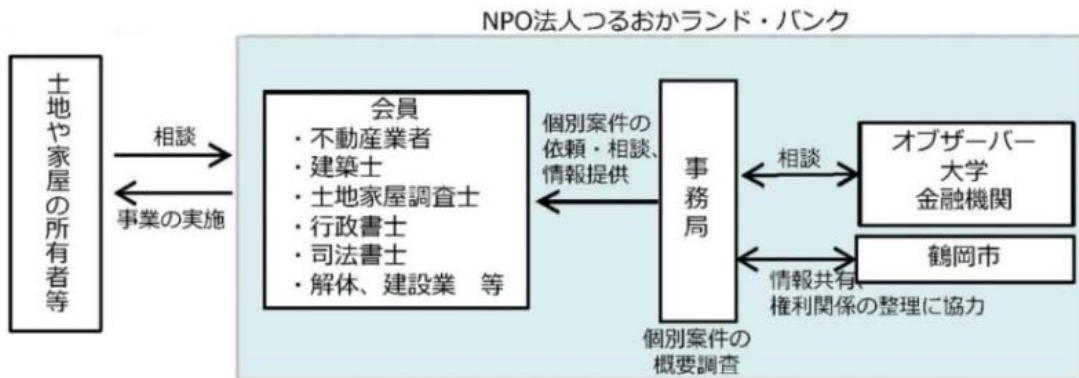 NPO法人つるおかランド・バンク
土地や家屋の所有者等
相談
事業の実施
会員
・不動産業者
・建築士
・土地家屋調査士
・行政書士
・司法書士
・解体、建設業　等
個別案件の
依頼・相談、
情報提供
事務局
個別案件の
概要調査
相談
オブザーバー
大学
金融機関
鶴岡市
情報共有、
権利関係の整理に協力